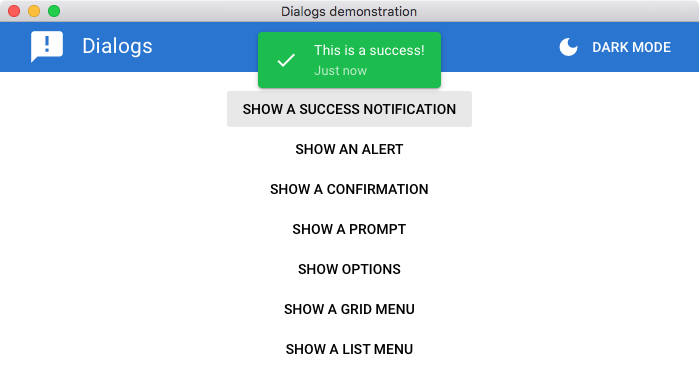 Dialogs demonstration
Dialogs
This is a success!
Just now
DARK MODE
SHOW A SUCCESS NOTIFICATION
SHOW AN ALERT
SHOW A CONFIRMATION
SHOW A PROMPT
SHOW OPTIONS
SHOW A GRID MENU
SHOW A LIST MENU